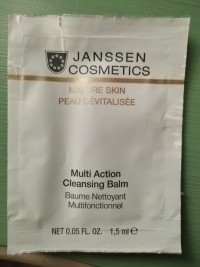 JANSSEN
COSMETICS
MATURE SKIN
PEAU DÉVITALISÉE
Multi Action
Cleansing Balm
Baume Nettoyant
Multifonctionnel
NET 0.05 FL. OZ. 1,5 ml ℮